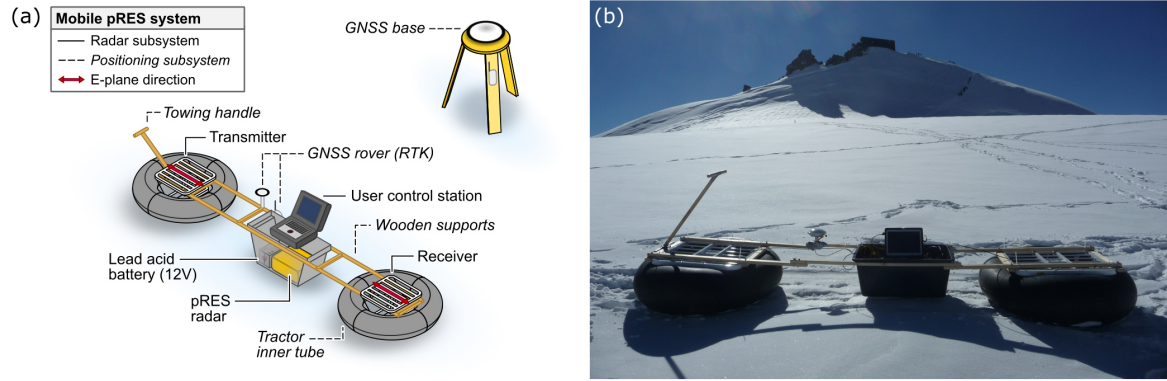 (a)
Mobile pRES system
Radar subsystem
Positioning subsystem
E-plane direction
GNSS base
Towing handle
Transmitter
GNSS rover (RTK)
User control station
Wooden supports
Receiver
Lead acid
battery (12V)
pRES
radar
Tractor
inner tube
(b)